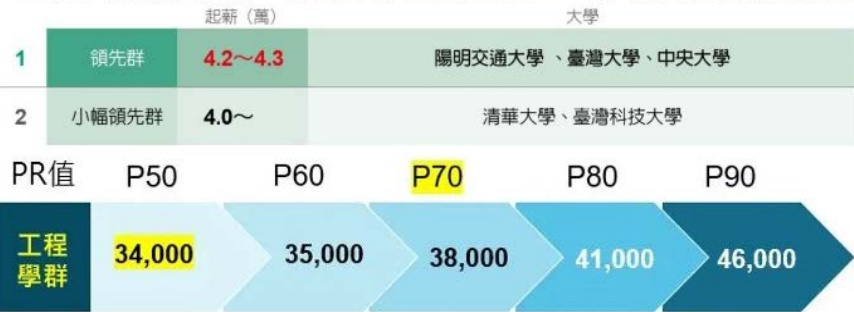 起薪（萬） 大學
1 領先群 4.2～4.3 陽明交通大學、臺灣大學、中央大學
2 小幅領先群 4.0～ 清華大學、臺灣科技大學
PR值 P50 P60 P70 P80 P90
工程
學群 34,000 35,000 38,000 41,000 46,000